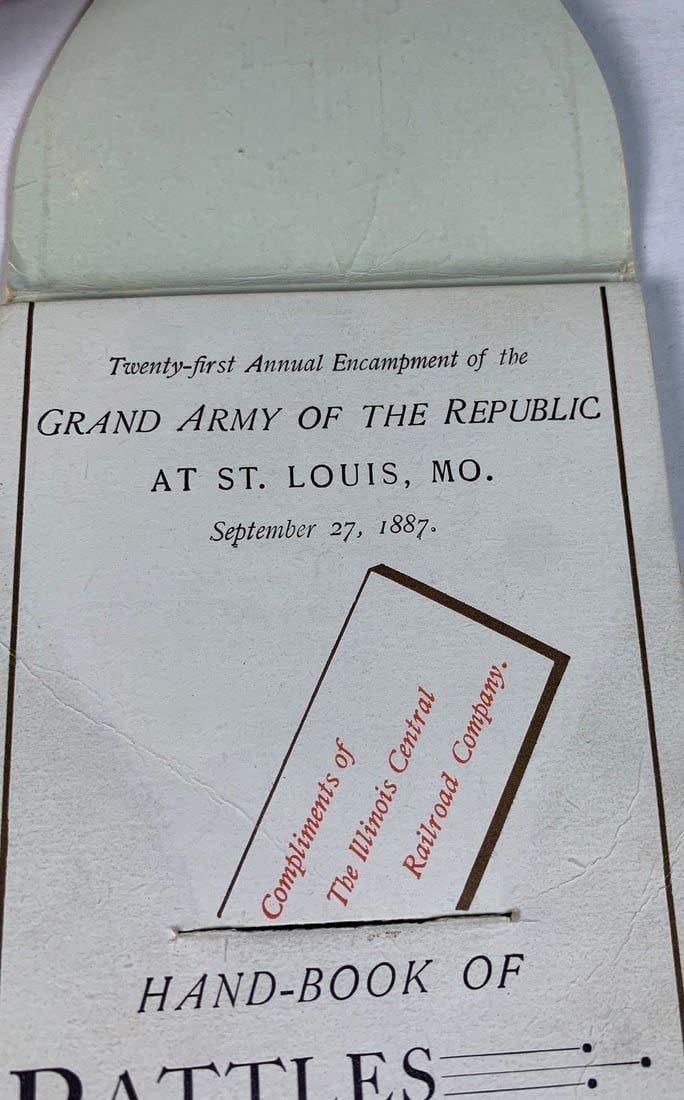 Twenty-first Annual Encampment of the
GRAND ARMY OF THE REPUBLIC
AT ST. LOUIS, MO.
September 27, 1887.
Compliments of
The Illinois Central
Railroad Company.
HAND-BOOK OF
BATTLES